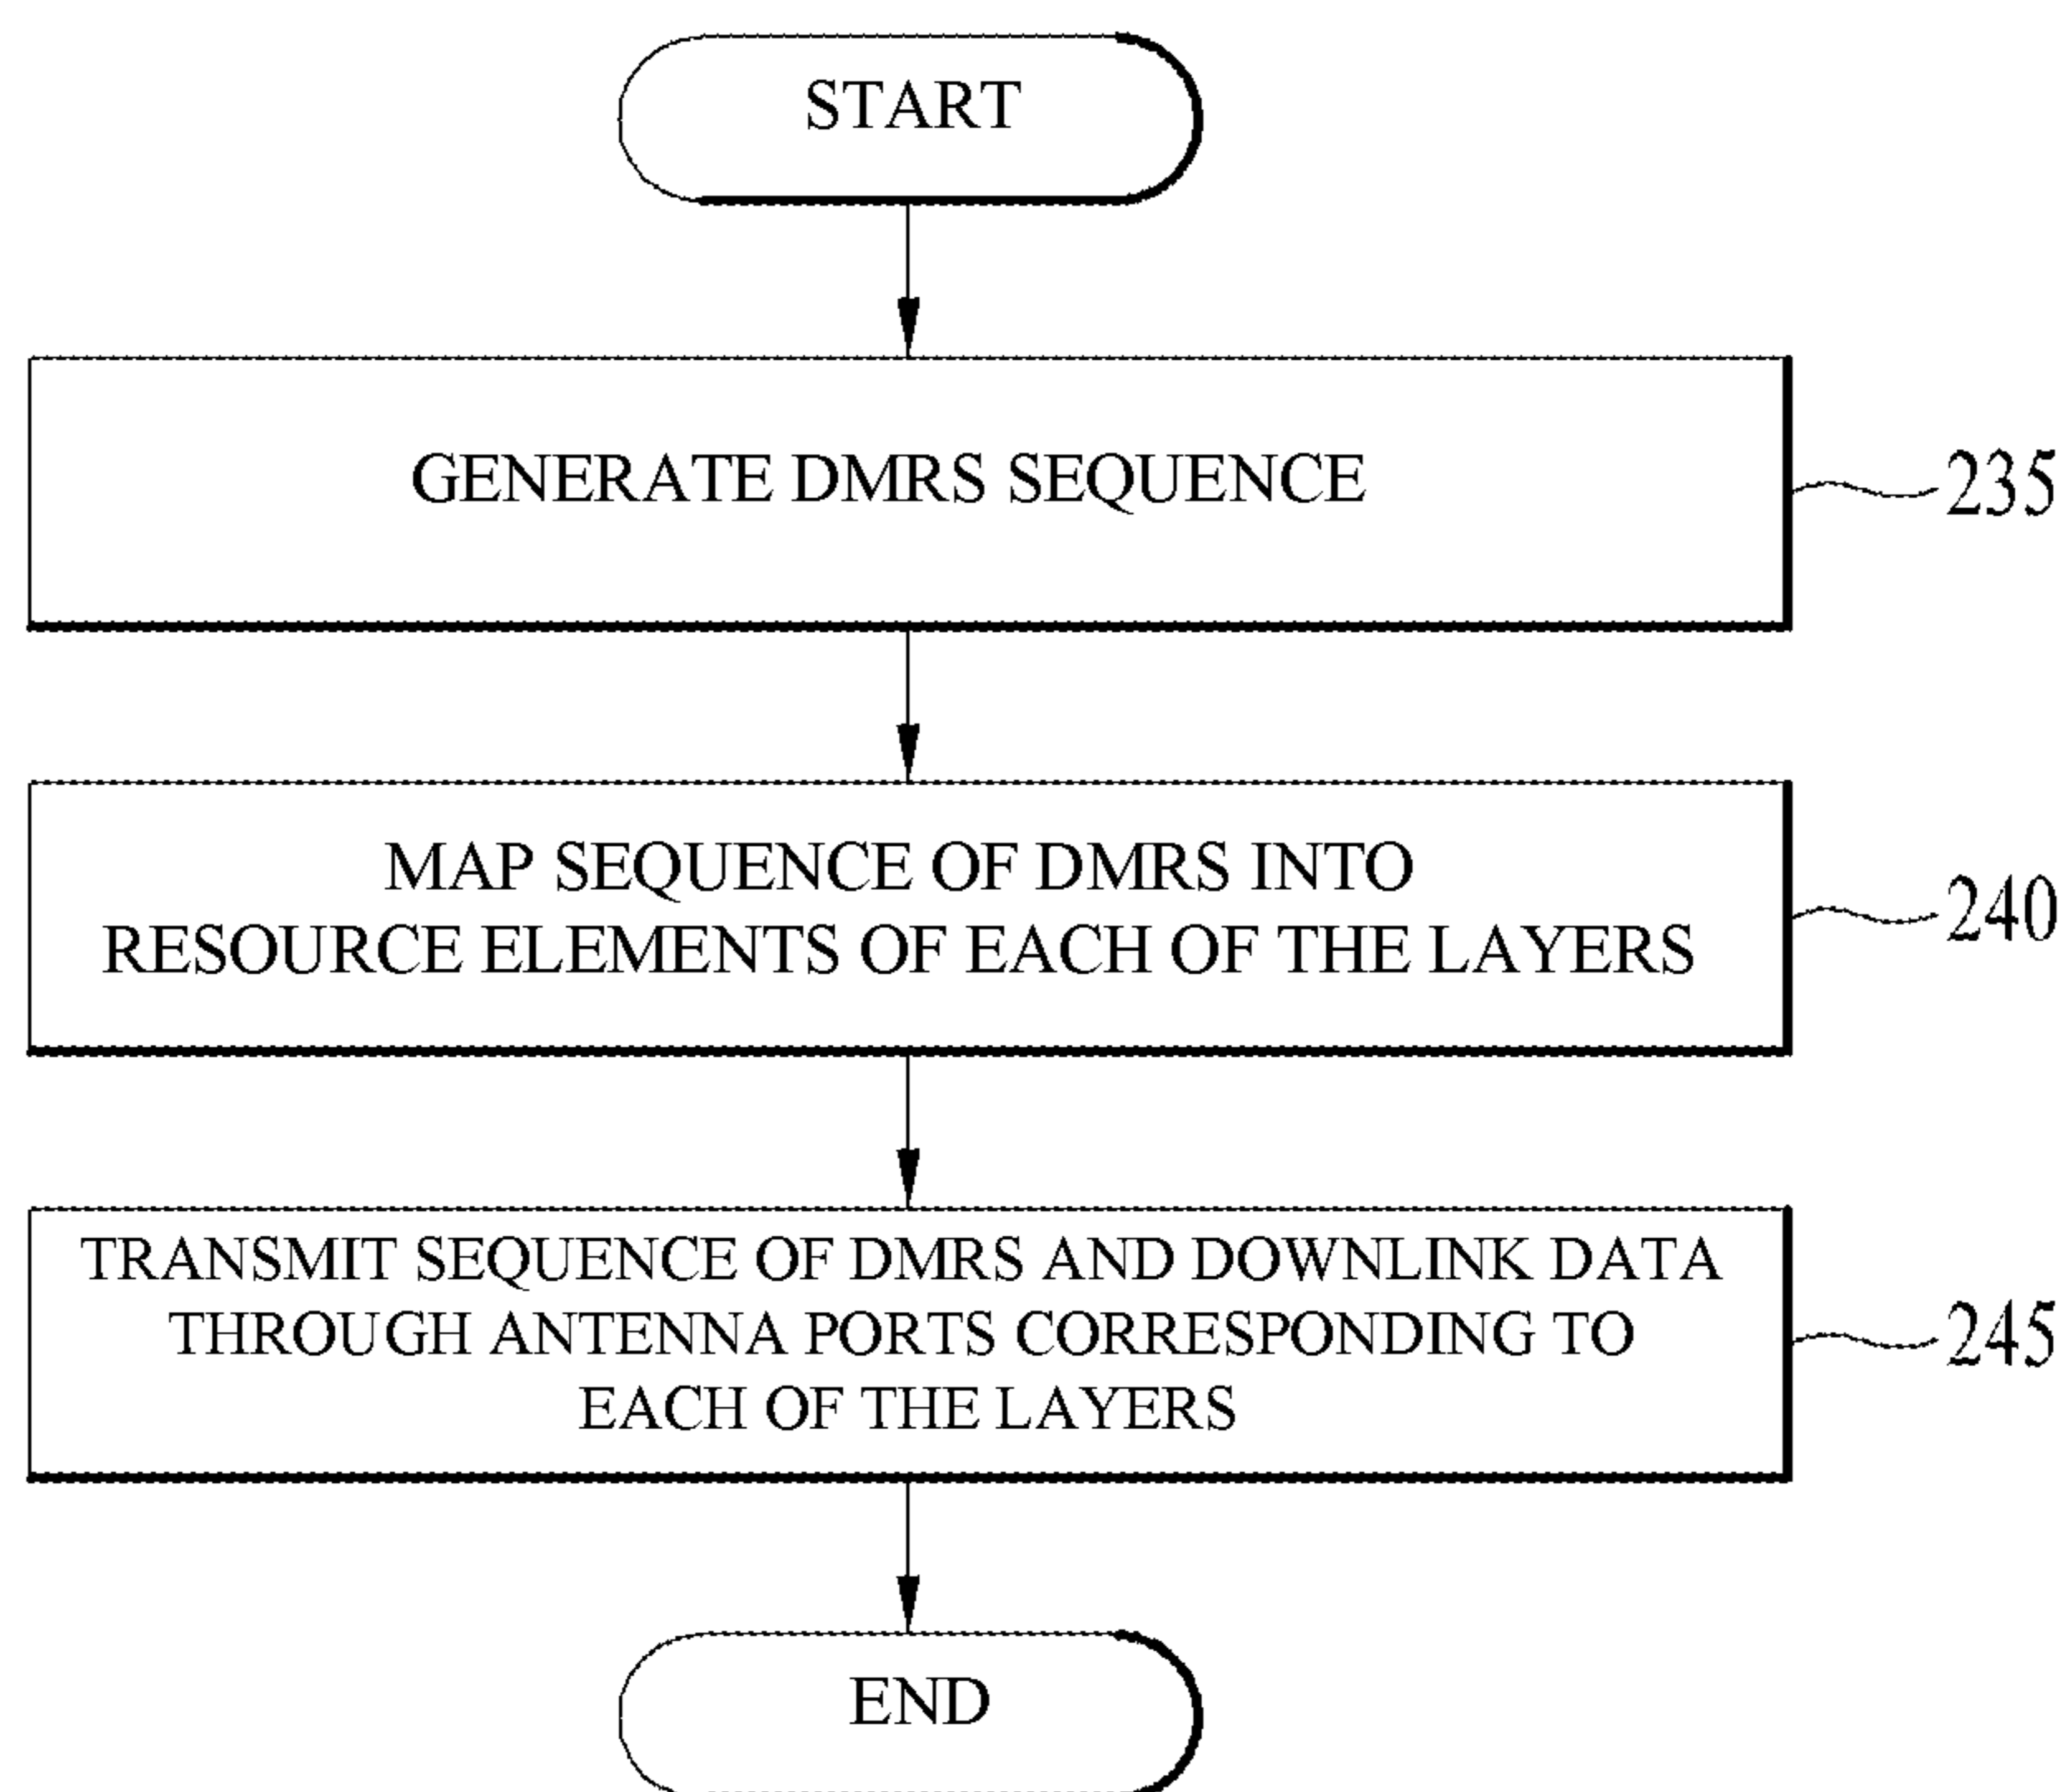 START
GENERATE DMRS SEQUENCE
235
MAP SEQUENCE OF DMRS INTO
RESOURCE ELEMENTS OF EACH OF THE LAYERS
240
TRANSMIT SEQUENCE OF DMRS AND DOWNLINK DATA
THROUGH ANTENNA PORTS CORRESPONDING TO
EACH OF THE LAYERS
245
END